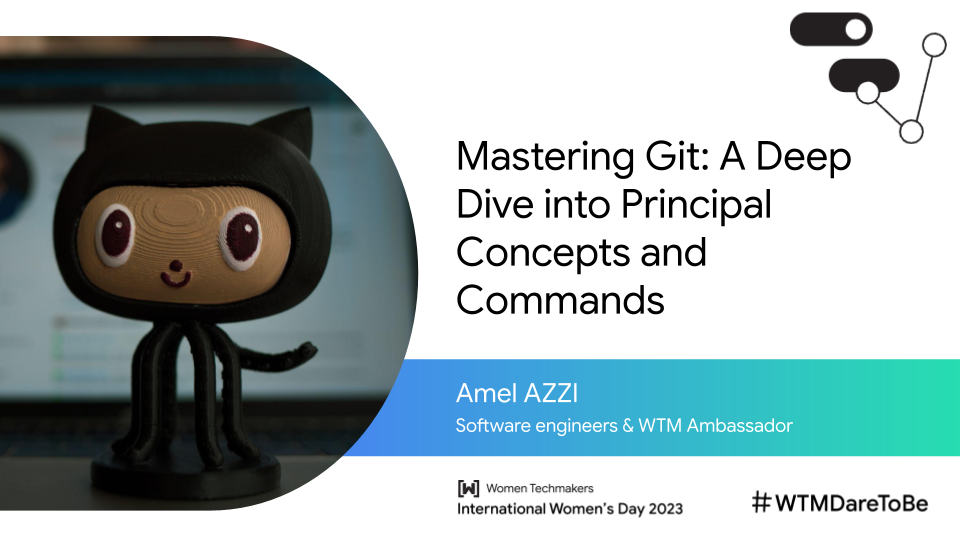 Mastering Git: A Deep
Dive into Principal
Concepts and
Commands
Amel AZZI
Software engineers & WTM Ambassador
[W] Women Techmakers
International Women's Day 2023
#WTMDareToBe